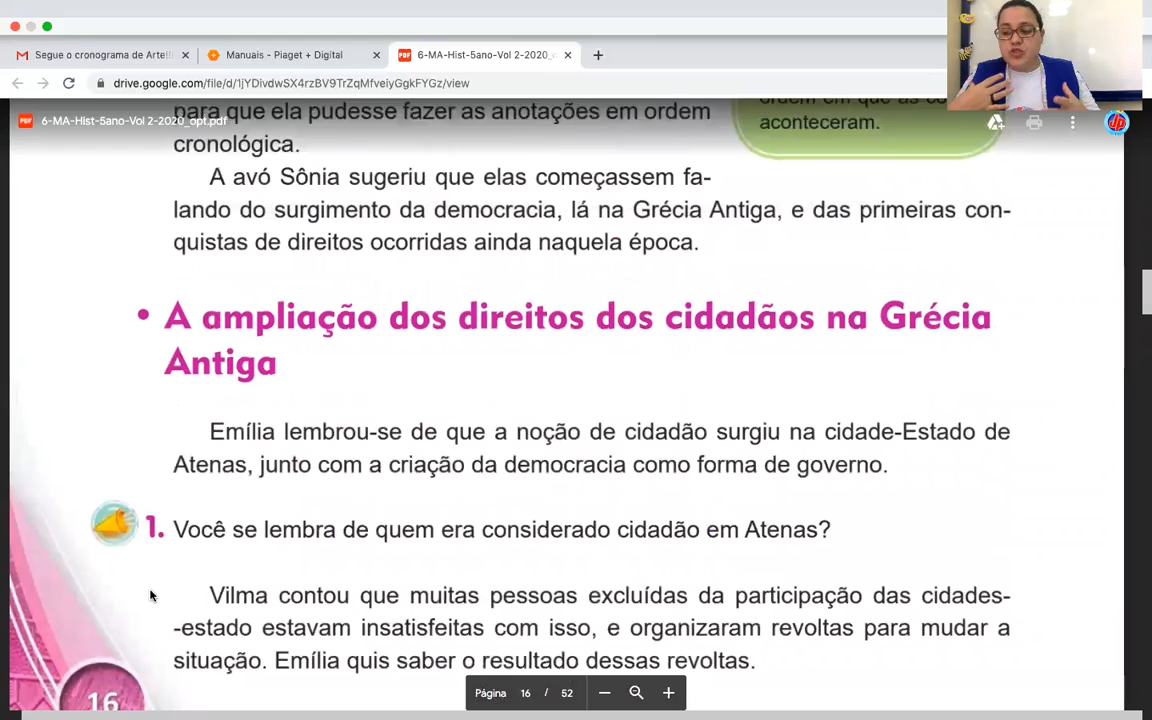 Segue o cronograma de Arte
Manuais - Piaget + Digital
6-MA-Hist-5ano-Vol 2-2020_
drive.google.com/file/d/1jYDivdwSX4rzBV9TrZqMfveiyGgkFYGz/view
6-MA-Hist-5ano-Vol 2-2020_opt.pdf
para que ela pudesse fazer as anotações em ordem
cronológica.
ordem em que as
aconteceram.
A avó Sônia sugeriu que elas começassem fa-
lando do surgimento da democracia, lá na Grécia Antiga, e das primeiras con-
quistas de direitos ocorridas ainda naquela época.
• A ampliação dos direitos dos cidadãos na Grécia
Antiga
Emília lembrou-se de que a noção de cidadão surgiu na cidade-Estado de
Atenas, junto com a criação da democracia como forma de governo.
1. Você se lembra de quem era considerado cidadão em Atenas?
Vilma contou que muitas pessoas excluídas da participação das cidades-
-estado estavam insatisfeitas com isso, e organizaram revoltas para mudar a
situação. Emília quis saber o resultado dessas revoltas.
16
Página 16 / 52